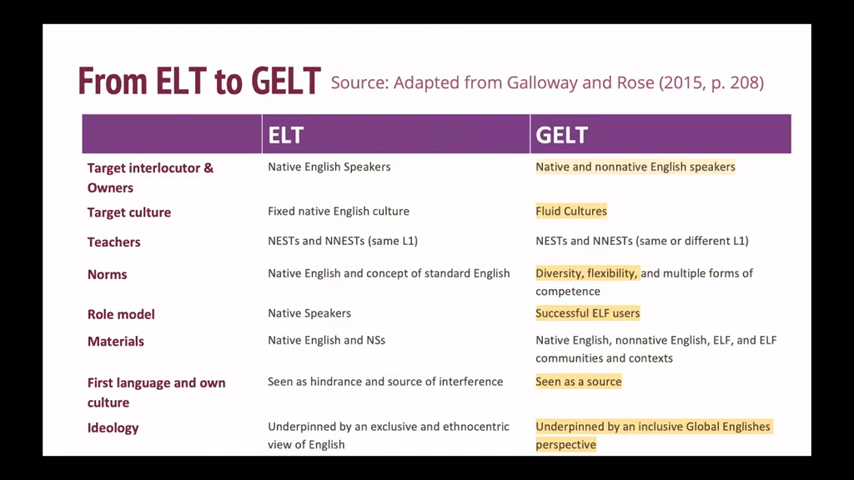 From ELT to GELT Source: Adapted from Galloway and Rose (2015, p. 208)
ELT GELT
Target interlocutor & Native English Speakers Native and nonnative English speakers
Owners
Target culture Fixed native English culture Fluid Cultures
Teachers NESTs and NNESTs (same L1) NESTs and NNESTs (same or different L1)
Norms Native English and concept of standard English Diversity, flexibility, and multiple forms of
competence
Role model Native Speakers Successful ELF users
Materials Native English and NSs Native English, nonnative English, ELF, and ELF
communities and contexts
First language and own Seen as hindrance and source of interference Seen as a source
culture
Ideology Underpinned by an exclusive and ethnocentric Underpinned by an inclusive Global Englishes
view of English perspective